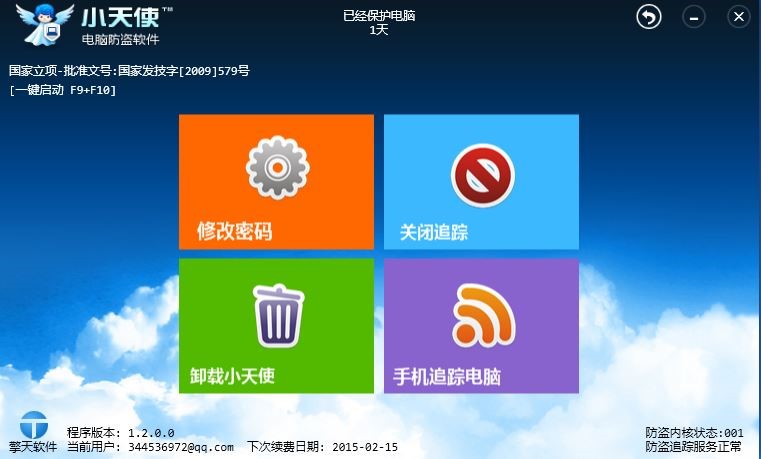 小天使™
电脑防盗软件
已经保护电脑
1天
国家立项-批准文号:国家发技字[2009]579号
[一键启动 F9+F10]
修改密码
关闭追踪
卸载小天使
手机追踪电脑
擎天软件
程序版本: 1.2.0.0
当前用户: 344536972@qq.com 下次续费日期: 2015-02-15
防盗内核状态:001
防盗追踪服务正常